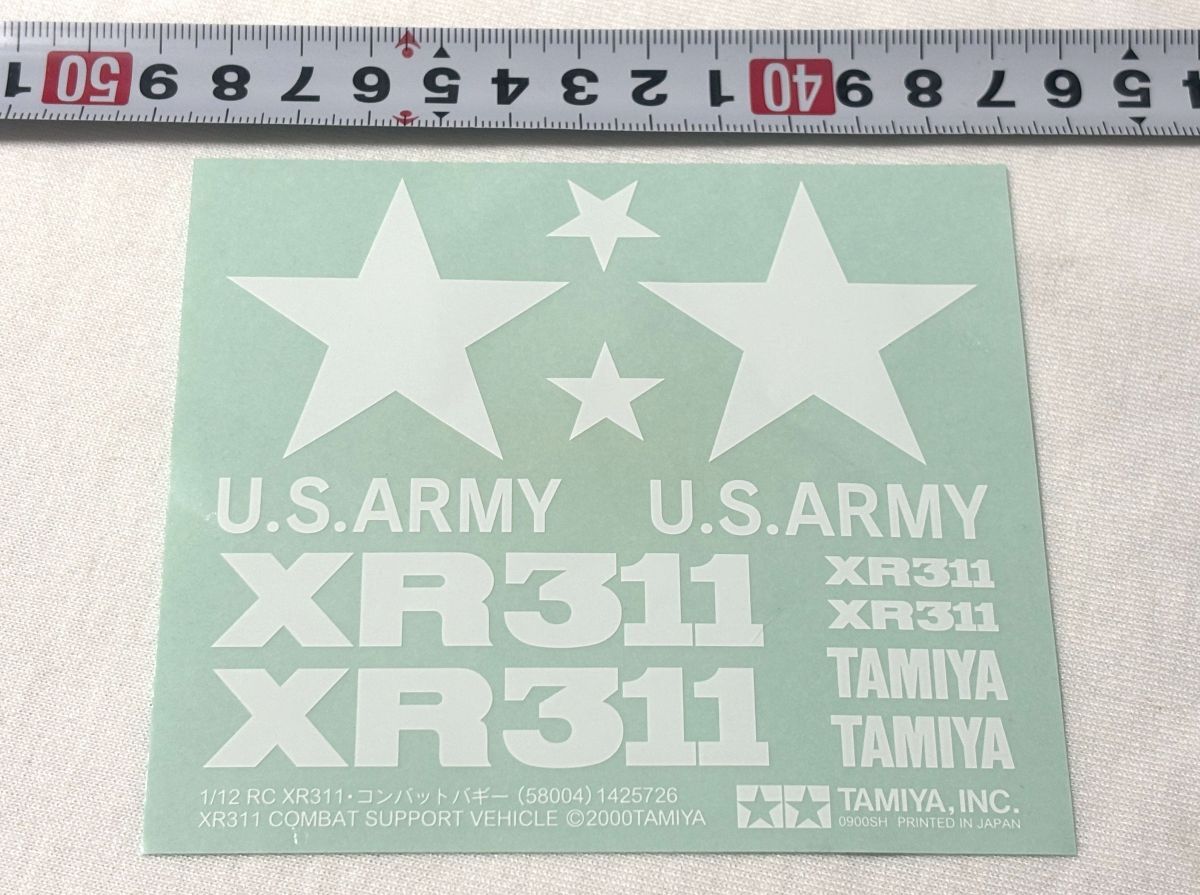 1 50 9 8 7 6 5 4 3 2 1 40 9 8 7 6 5 4
U.S.ARMY U.S.ARMY
XR311
XR311
XR311
XR311
TAMIYA
TAMIYA
1/12 RC XR311・コンバットバギー (58004) 1425726
XR311 COMBAT SUPPORT VEHICLE ©2000TAMIYA
TAMIYA, INC.
0900SH PRINTED IN JAPAN